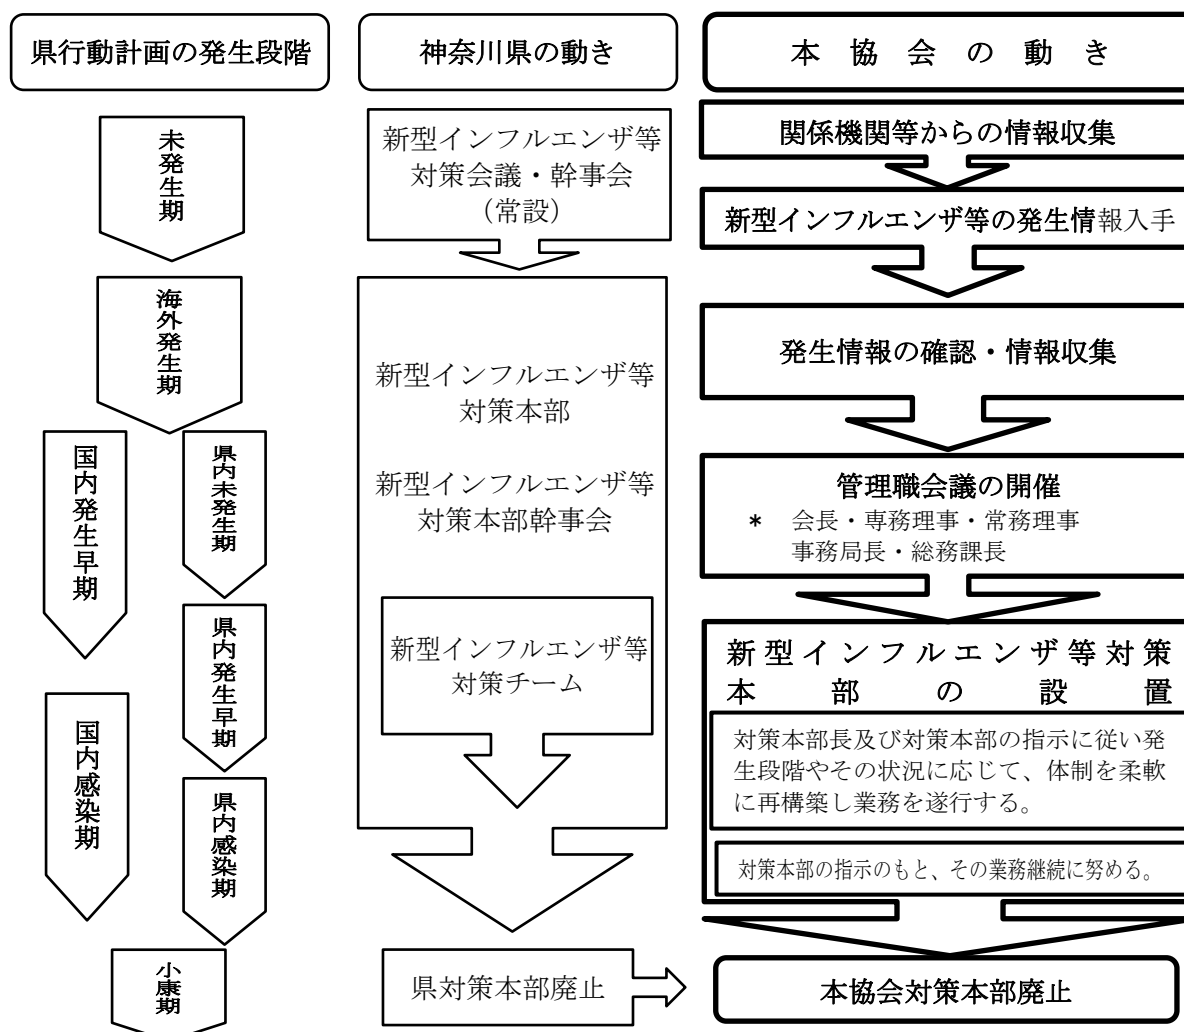 県行動計画の発生段階
神奈川県の動き
本協会の動き
未発生期
海外発生期
国内発生早期
県内未発生期
県内発生早期
国内感染期
県内感染期
小康期
新型インフルエンザ等
対策会議・幹事会
（常設）
新型インフルエンザ等
対策本部
新型インフルエンザ等
対策本部幹事会
新型インフルエンザ等
対策チーム
県対策本部廃止
関係機関等からの情報収集
新型インフルエンザ等の発生情報入手
発生情報の確認・情報収集
管理職会議の開催
* 会長・専務理事・常務理事
事務局長・総務課長
新型インフルエンザ等対策
本部の設置
対策本部長及び対策本部の指示に従い発
生段階やその状況に応じて、体制を柔軟
に再構築し業務を遂行する。
対策本部の指示のもと、その業務継続に努める。
本協会対策本部廃止